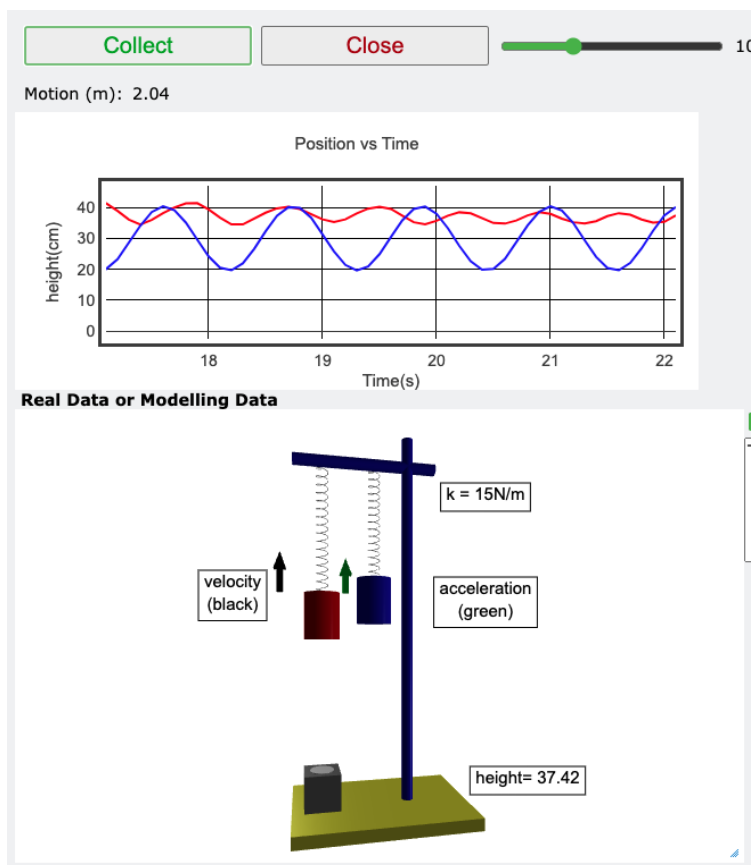 Collect
Close
10
Motion (m): 2.04
Position vs Time
height(cm)
40
30
20
10
0
18
19
20
21
22
Time(s)
Real Data or Modelling Data
k = 15N/m
velocity
(black)
acceleration
(green)
height= 37.42